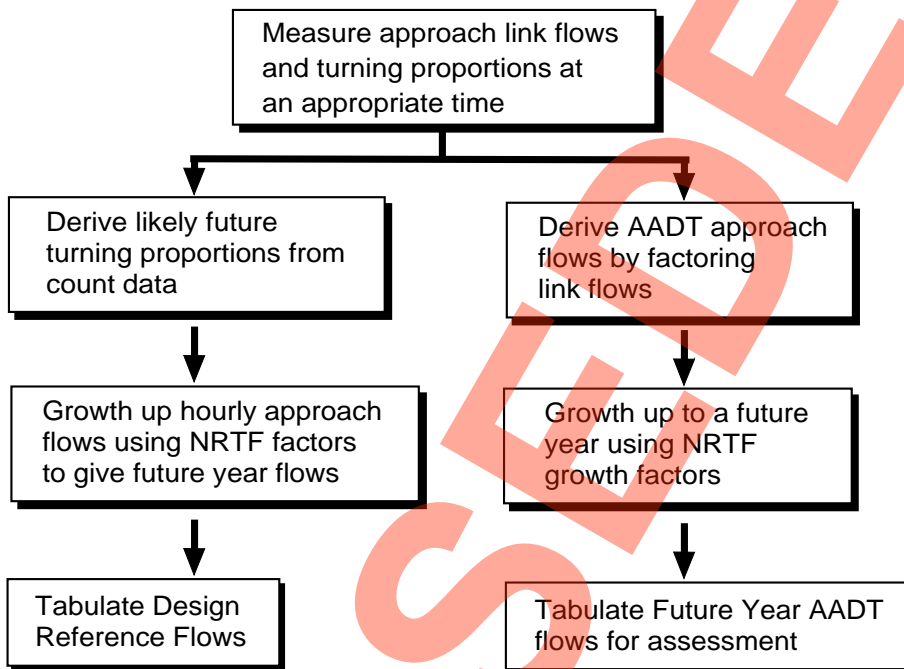 Measure approach link flows
and turning proportions at
an appropriate time
Derive likely future
turning proportions from
count data
Derive AADT approach
flows by factoring
link flows
Growth up hourly approach
flows using NRTF factors
to give future year flows
Growth up to a future
year using NRTF
growth factors
Tabulate Design
Reference Flows
Tabulate Future Year AADT
flows for assessment
SEDE